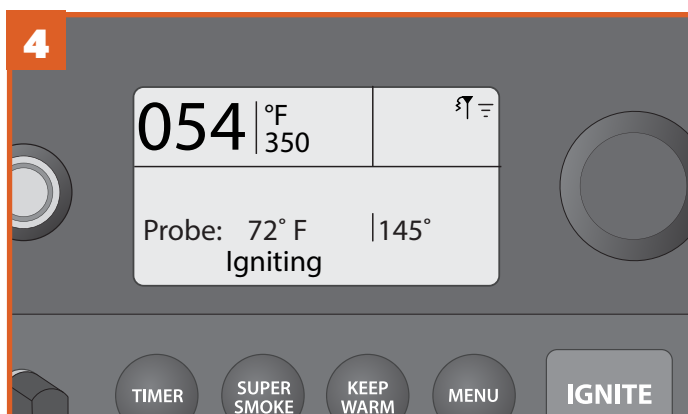 4
054 °F
350
Probe: 72° F 145°
Igniting
TIMER
SUPER
SMOKE
KEEP
WARM
MENU
IGNITE